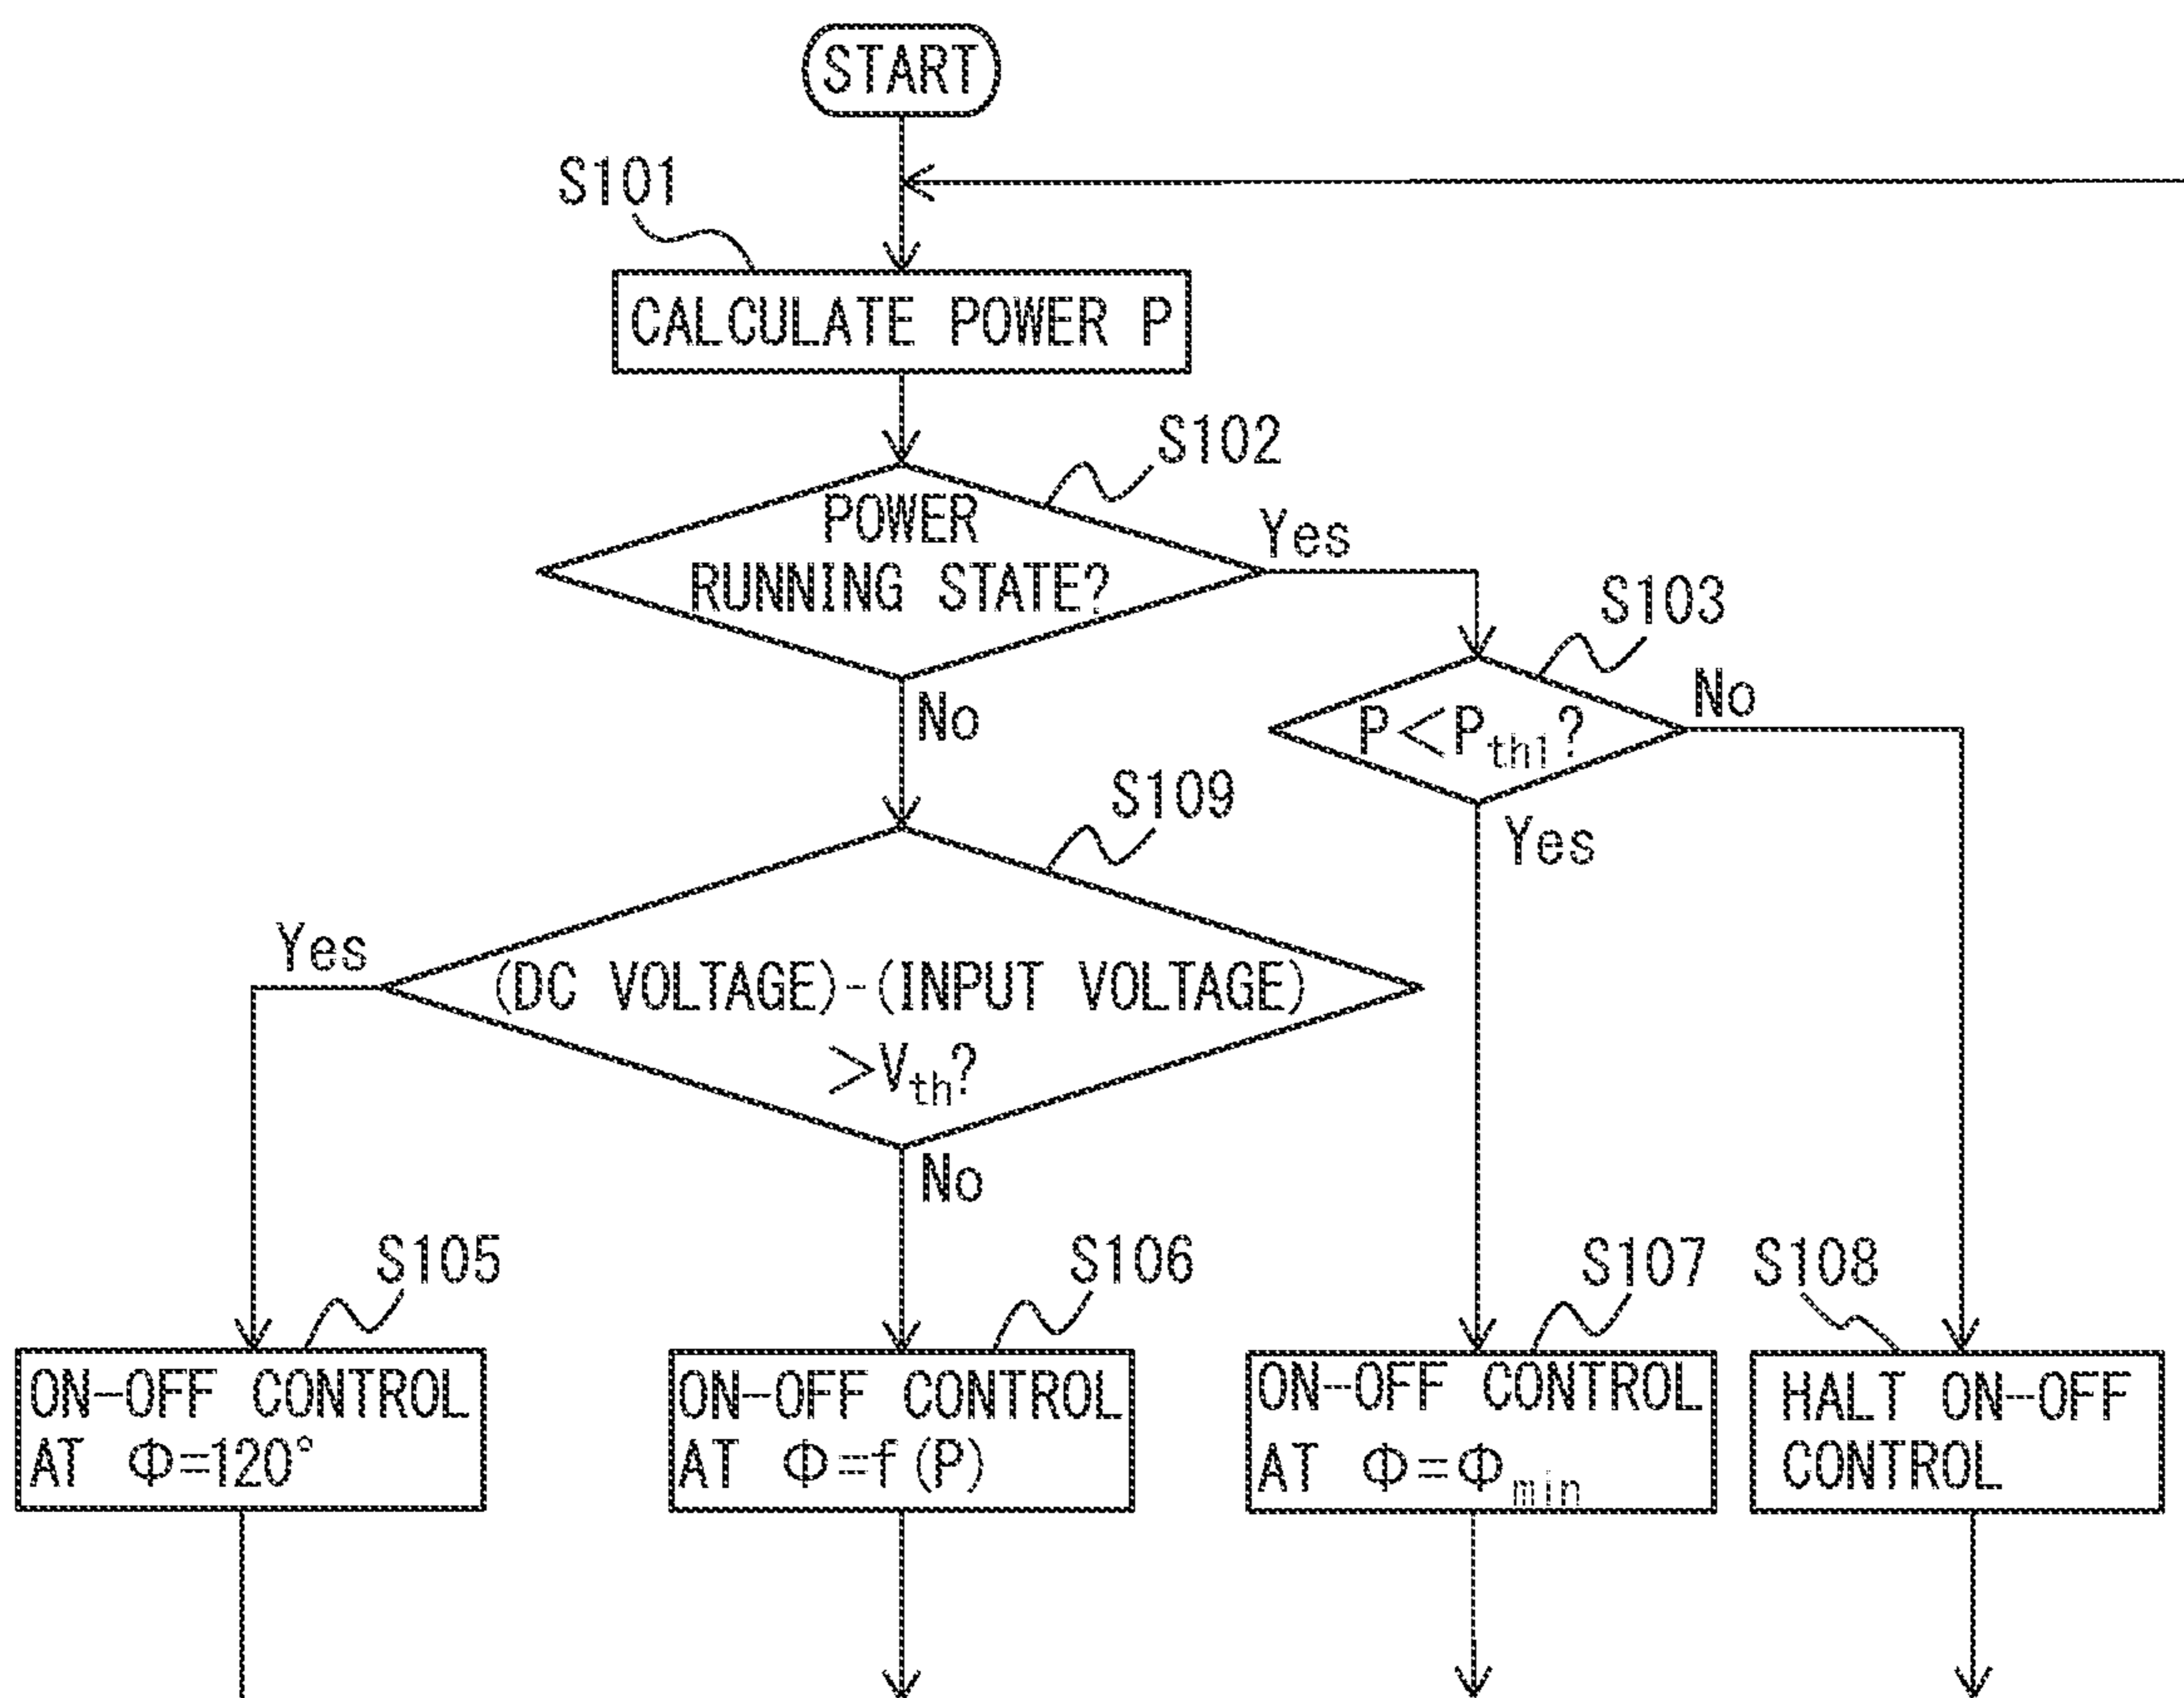 START
S101
CALCULATE POWER P
S102
POWER
RUNNING STATE?
Yes
S103
No
P<Pth1?
No
S109
Yes
Yes
(DC VOLTAGE)-(INPUT VOLTAGE)
>Vth?
No
S105
S106
S107
S108
ON-OFF CONTROL
AT Φ=120°
ON-OFF CONTROL
AT Φ=f(P)
ON-OFF CONTROL
AT Φ=Φmin
HALT ON-OFF
CONTROL